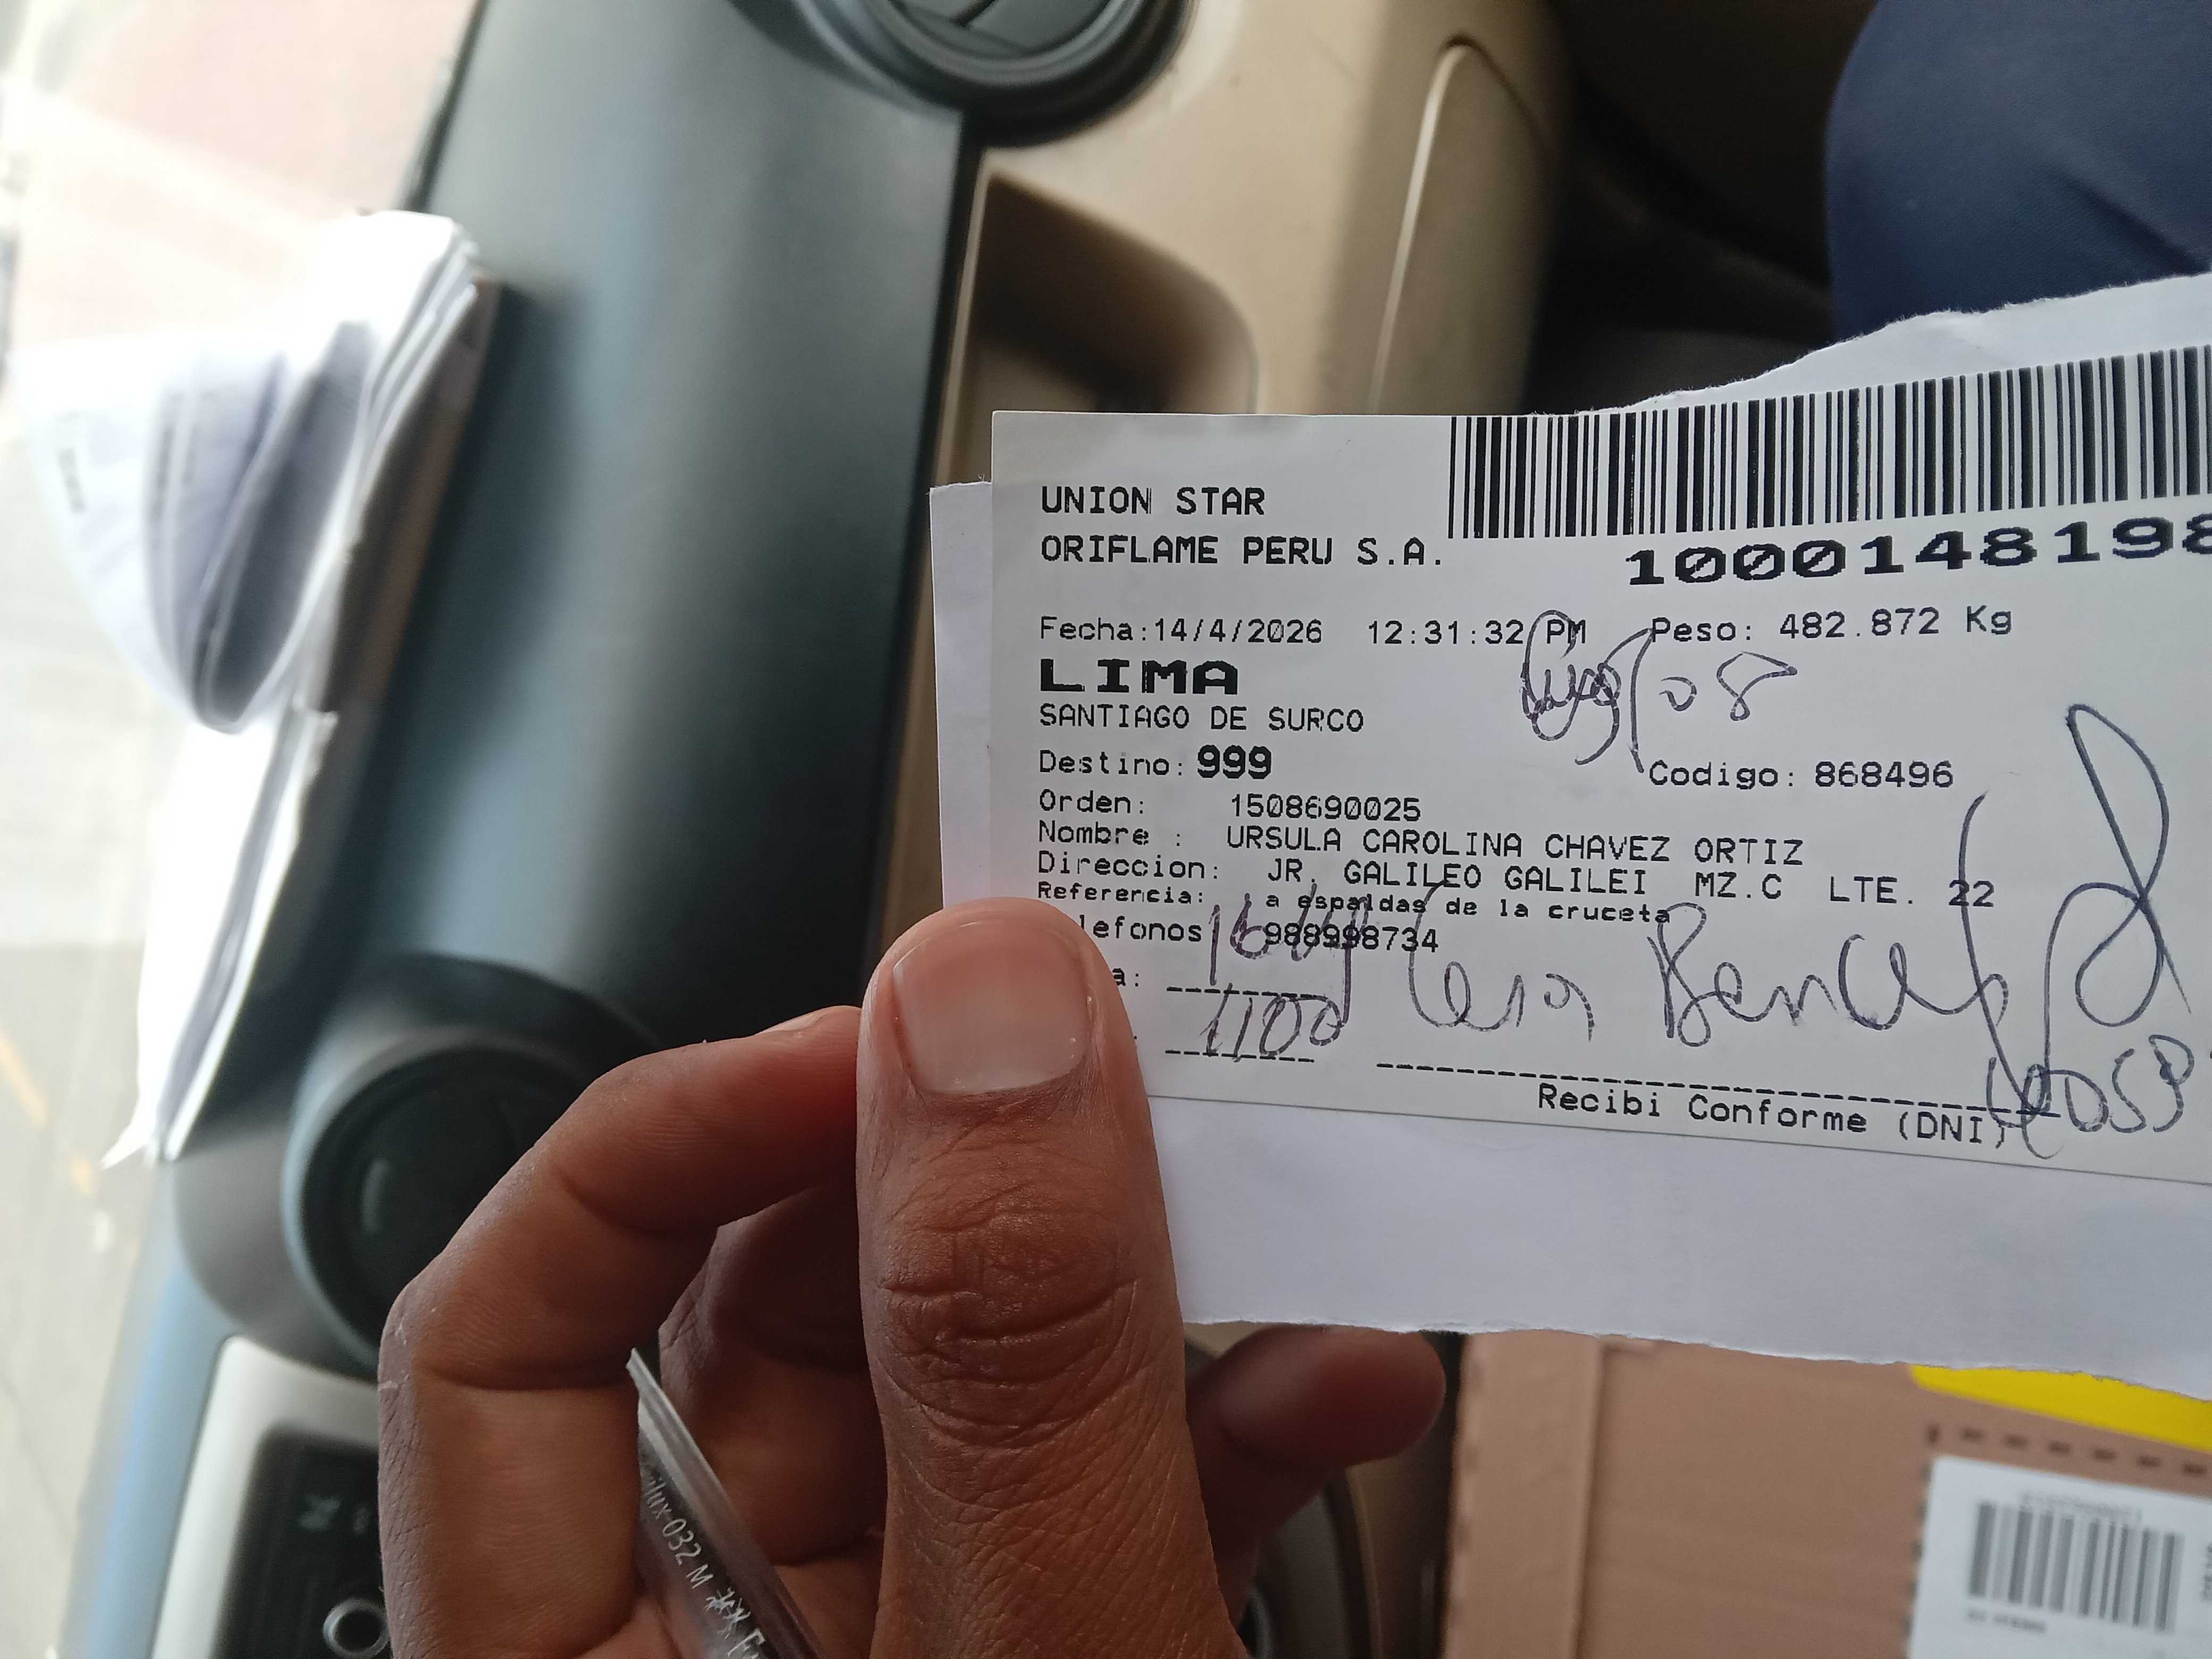 UNION STAR
ORIFLAME PERU S.A.
1000148198
Fecha:14/4/2026 12:31:32 PM Peso: 482.872 Kg
LIMA
SANTIAGO DE SURCO
Destino: 999
Codigo: 868496
Orden: 1508690025
Nombre : URSULA CAROLINA CHAVEZ ORTIZ
Direccion: JR. GALILEO GALILEI MZ.C LTE. 22
Referencia: a espaldas de la cruceta
lefonos 988998734
a:
1100
Recibi Conforme (DNI)
032 M